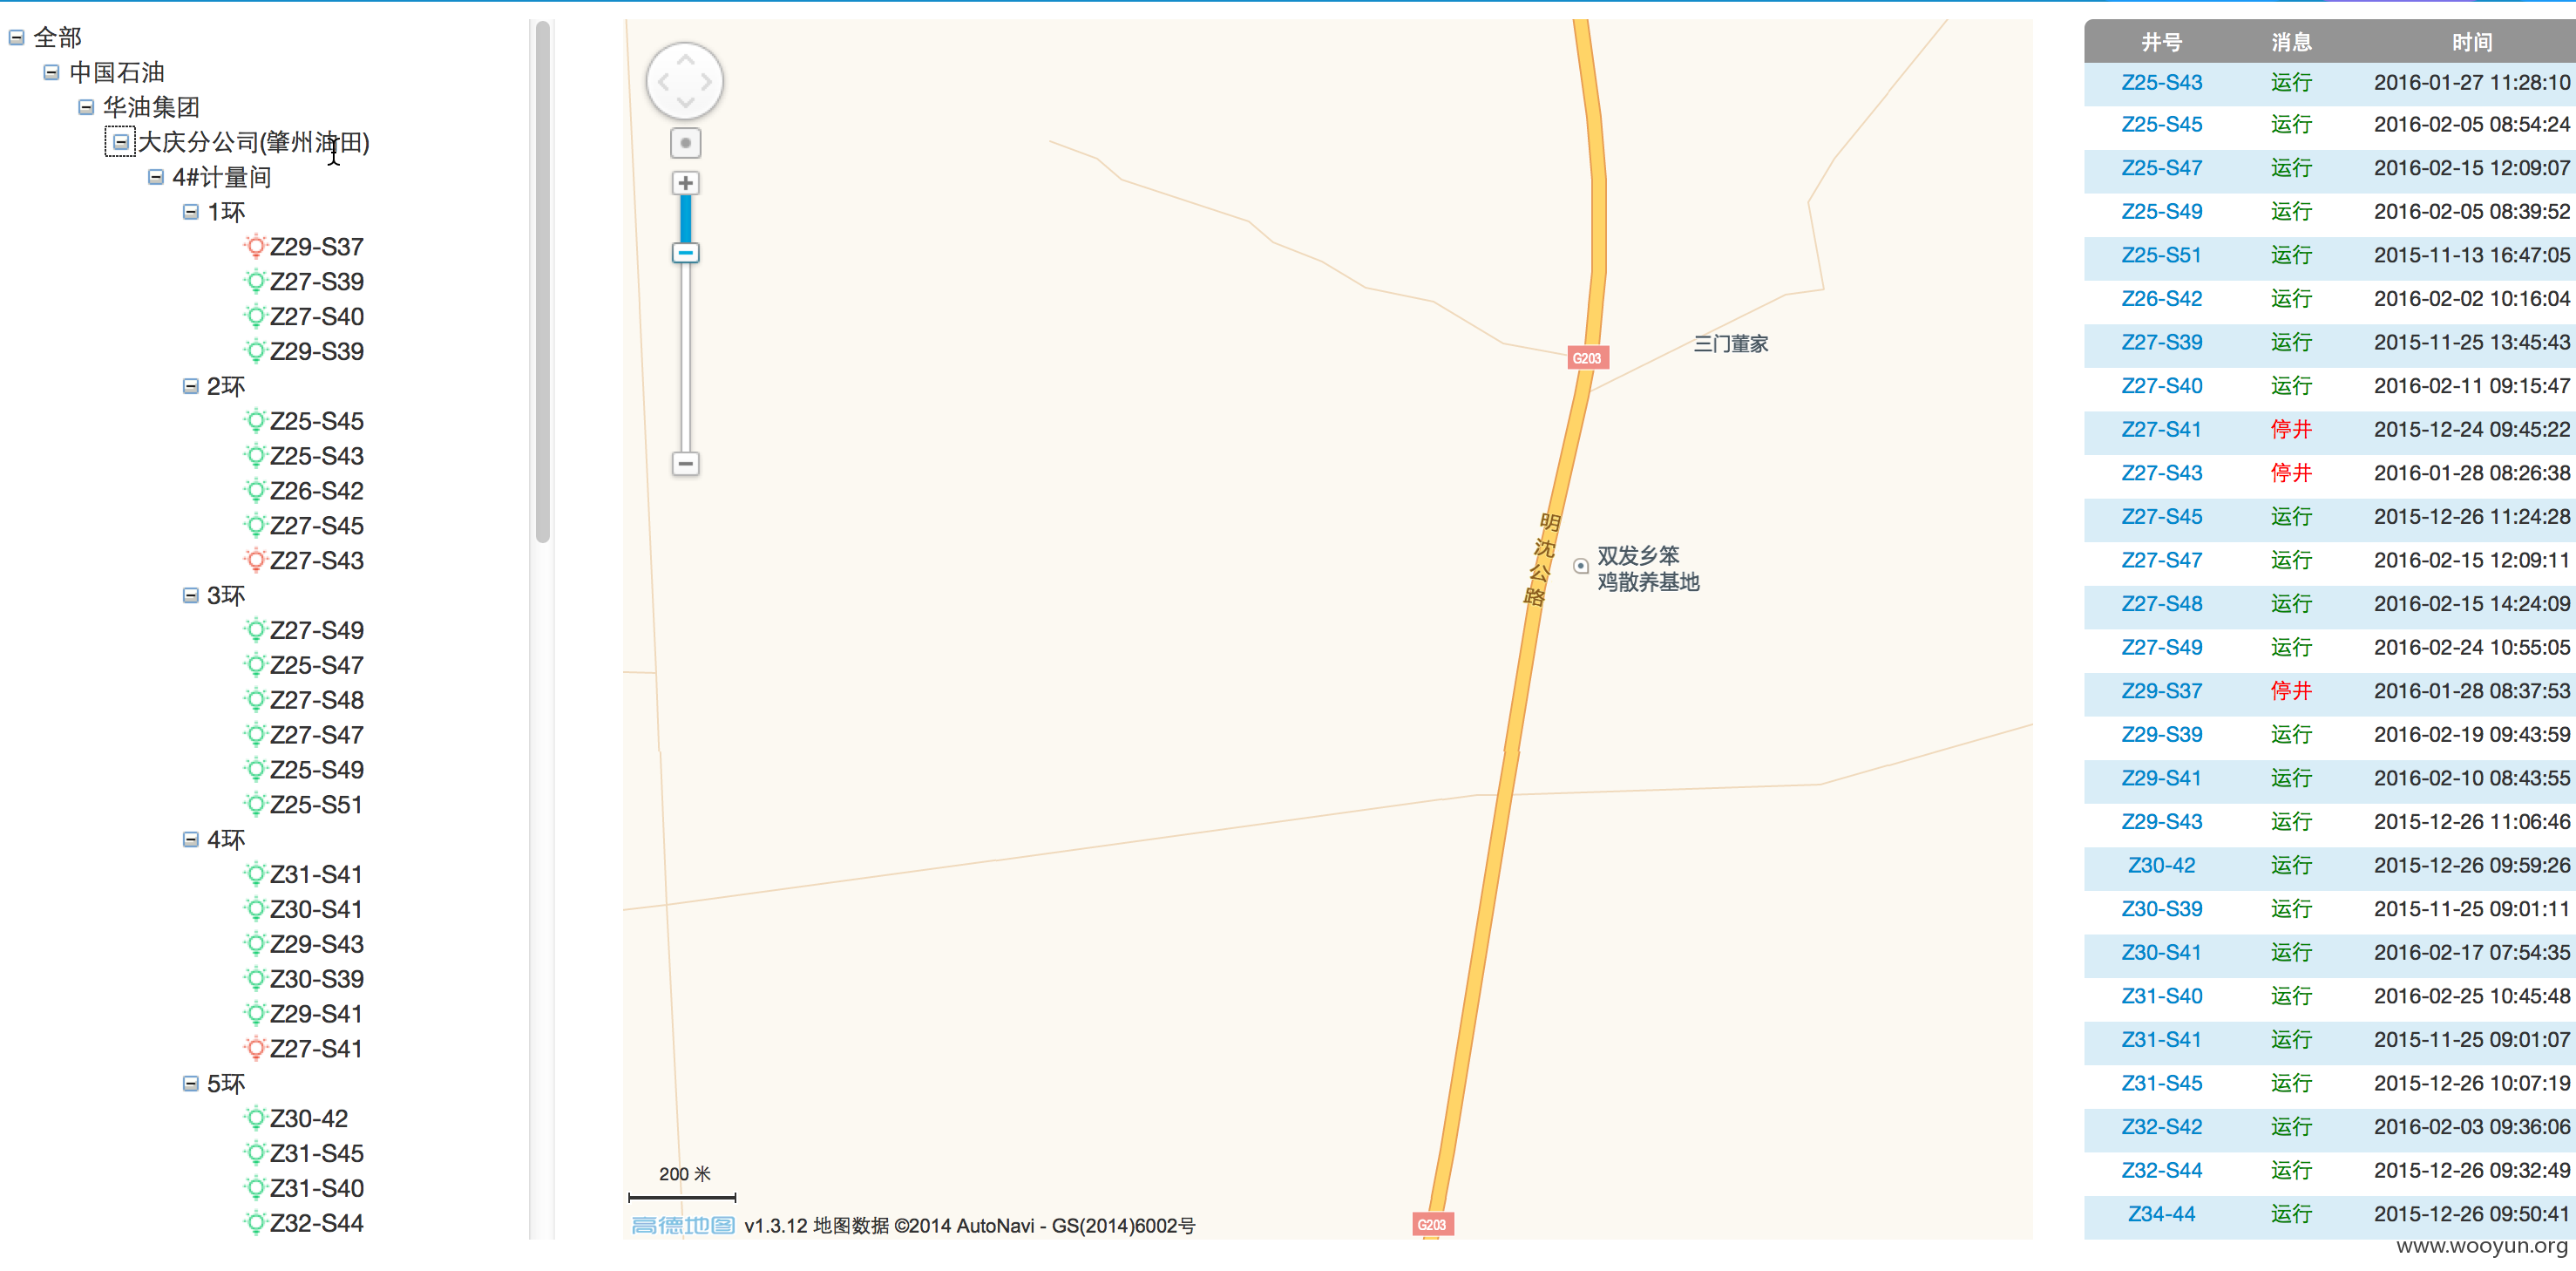 全部
中国石油
华油集团
大庆分公司(肇州油田)
4#计量间
1环
Z29-S37
Z27-S39
Z27-S40
Z29-S39
2环
Z25-S45
Z25-S43
Z26-S42
Z27-S45
Z27-S43
3环
Z27-S49
Z25-S47
Z27-S48
Z27-S47
Z25-S49
Z25-S51
4环
Z31-S41
Z30-S41
Z29-S43
Z30-S39
Z29-S41
Z27-S41
5环
Z30-42
Z31-S45
Z31-S40
Z32-S44
G203
三门董家
明沈公路
双发乡笨
鸡散养基地
200 米
G203
高德地图 v1.3.12 地图数据 ©2014 AutoNavi - GS(2014)6002号
井号 消息 时间
Z25-S43 运行 2016-01-27 11:28:10
Z25-S45 运行 2016-02-05 08:54:24
Z25-S47 运行 2016-02-15 12:09:07
Z25-S49 运行 2016-02-05 08:39:52
Z25-S51 运行 2015-11-13 16:47:05
Z26-S42 运行 2016-02-02 10:16:04
Z27-S39 运行 2015-11-25 13:45:43
Z27-S40 运行 2016-02-11 09:15:47
Z27-S41 停井 2015-12-24 09:45:22
Z27-S43 停井 2016-01-28 08:26:38
Z27-S45 运行 2015-12-26 11:24:28
Z27-S47 运行 2016-02-15 12:09:11
Z27-S48 运行 2016-02-15 14:24:09
Z27-S49 运行 2016-02-24 10:55:05
Z29-S37 停井 2016-01-28 08:37:53
Z29-S39 运行 2016-02-19 09:43:59
Z29-S41 运行 2016-02-10 08:43:55
Z29-S43 运行 2015-12-26 11:06:46
Z30-42 运行 2015-12-26 09:59:26
Z30-S39 运行 2015-11-25 09:01:11
Z30-S41 运行 2016-02-17 07:54:35
Z31-S40 运行 2016-02-25 10:45:48
Z31-S41 运行 2015-11-25 09:01:07
Z31-S45 运行 2015-12-26 10:07:19
Z32-S42 运行 2016-02-03 09:36:06
Z32-S44 运行 2015-12-26 09:32:49
Z34-44 运行 2015-12-26 09:50:41
www.wooyun.org